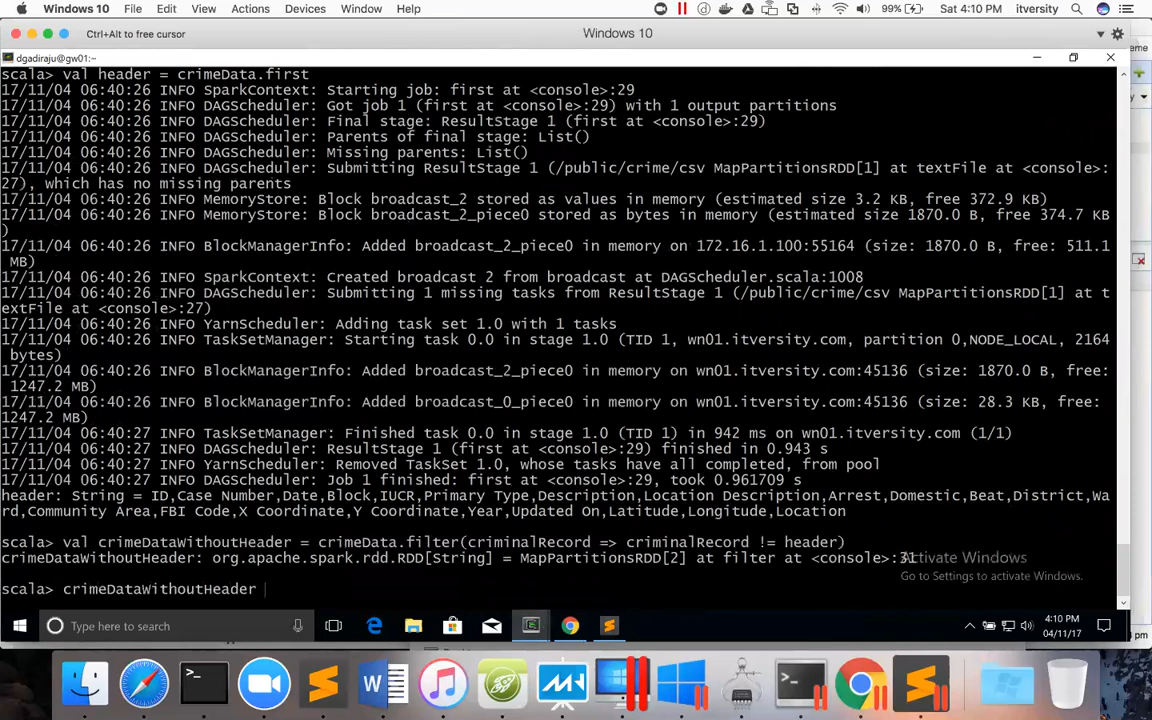 Windows 10 File Edit View Actions Devices Window Help 99% Sat 4:10 PM itversity
Ctrl+Alt to free cursor Windows 10
dgadiraju@gw01:~
scala> val header = crimeData.first
17/11/04 06:40:26 INFO SparkContext: Starting job: first at <console>:29
17/11/04 06:40:26 INFO DAGScheduler: Got job 1 (first at <console>:29) with 1 output partitions
17/11/04 06:40:26 INFO DAGScheduler: Final stage: ResultStage 1 (first at <console>:29)
17/11/04 06:40:26 INFO DAGScheduler: Parents of final stage: List()
17/11/04 06:40:26 INFO DAGScheduler: Missing parents: List()
17/11/04 06:40:26 INFO DAGScheduler: Submitting ResultStage 1 (/public/crime/csv MapPartitionsRDD[1] at textFile at <console>:
27), which has no missing parents
17/11/04 06:40:26 INFO MemoryStore: Block broadcast_2 stored as values in memory (estimated size 3.2 KB, free 372.9 KB)
17/11/04 06:40:26 INFO MemoryStore: Block broadcast_2_piece0 stored as bytes in memory (estimated size 1870.0 B, free 374.7 KB
)
17/11/04 06:40:26 INFO BlockManagerInfo: Added broadcast_2_piece0 in memory on 172.16.1.100:55164 (size: 1870.0 B, free: 511.1
MB)
17/11/04 06:40:26 INFO SparkContext: Created broadcast 2 from broadcast at DAGScheduler.scala:1008
17/11/04 06:40:26 INFO DAGScheduler: Submitting 1 missing tasks from ResultStage 1 (/public/crime/csv MapPartitionsRDD[1] at t
extFile at <console>:27)
17/11/04 06:40:26 INFO YarnScheduler: Adding task set 1.0 with 1 tasks
17/11/04 06:40:26 INFO TaskSetManager: Starting task 0.0 in stage 1.0 (TID 1, wn01.itversity.com, partition 0,NODE_LOCAL, 2164
bytes)
17/11/04 06:40:26 INFO BlockManagerInfo: Added broadcast_2_piece0 in memory on wn01.itversity.com:45136 (size: 1870.0 B, free:
1247.2 MB)
17/11/04 06:40:26 INFO BlockManagerInfo: Added broadcast_0_piece0 in memory on wn01.itversity.com:45136 (size: 28.3 KB, free:
1247.2 MB)
17/11/04 06:40:27 INFO TaskSetManager: Finished task 0.0 in stage 1.0 (TID 1) in 942 ms on wn01.itversity.com (1/1)
17/11/04 06:40:27 INFO DAGScheduler: ResultStage 1 (first at <console>:29) finished in 0.943 s
17/11/04 06:40:27 INFO YarnScheduler: Removed TaskSet 1.0, whose tasks have all completed, from pool
17/11/04 06:40:27 INFO DAGScheduler: Job 1 finished: first at <console>:29, took 0.961709 s
header: String = ID,Case Number,Date,Block,IUCR,Primary Type,Description,Location Description,Arrest,Domestic,Beat,District,Wa
rd,Community Area,FBI Code,X Coordinate,Y Coordinate,Year,Updated On,Latitude,Longitude,Location
scala> val crimeDataWithoutHeader = crimeData.filter(criminalRecord => criminalRecord != header)
crimeDataWithoutHeader: org.apache.spark.rdd.RDD[String] = MapPartitionsRDD[2] at filter at <console>:31
Activate Windows
Go to Settings to activate Windows.
scala> crimeDataWithoutHeader
Type here to search
4:10 PM
04/11/17